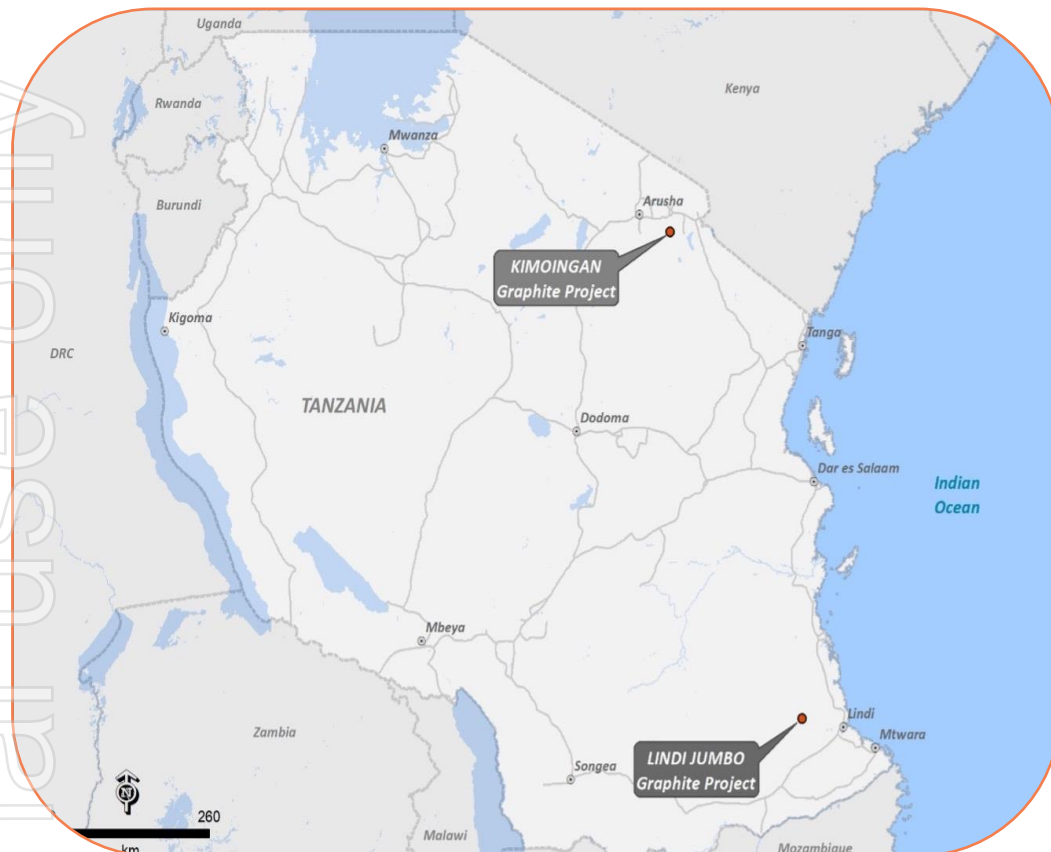 Uganda
Rwanda
Kenya
Mwanza
Burundi
Arusha
KIMOINGAN
Graphite Project
Kigoma
Tanga
DRC
TANZANIA
Dodoma
Dar es Salaam
Indian
Ocean
Mbeya
Zambia
Lindi
Mtwara
LINDI JUMBO
Graphite Project
Songea
N
260
km
Malawi
Mozambique